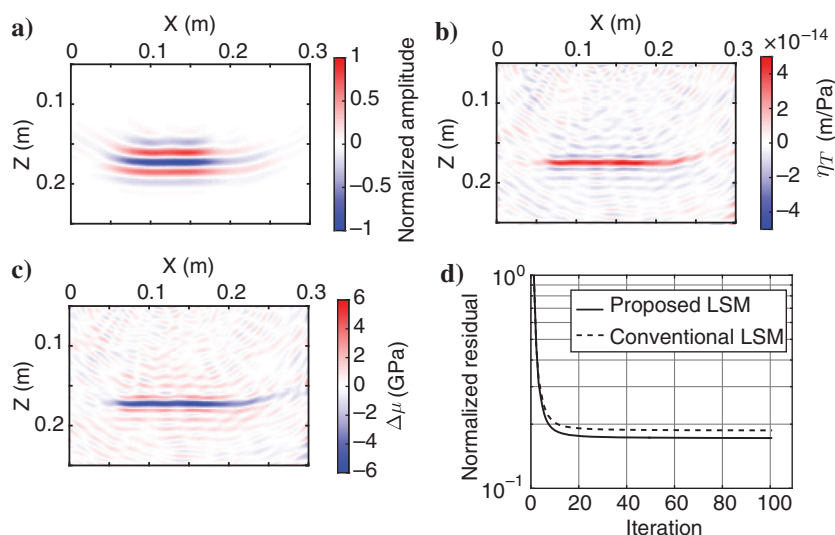 a)
X (m)
0 0.1 0.2 0.3
Z (m)
0.1
0.2
1
0.5
0
−0.5
−1
Normalized amplitude
b)
X (m)
0 0.1 0.2 0.3
Z (m)
0.1
0.2
×10⁻¹⁴
4
2
0
−2
−4
η_T (m/Pa)
c)
X (m)
0 0.1 0.2 0.3
Z (m)
0.1
0.2
6
4
2
0
−2
−4
−6
Δμ (GPa)
d)
Normalized residual
10⁰
10⁻¹
Proposed LSM
Conventional LSM
0 20 40 60 80 100
Iteration